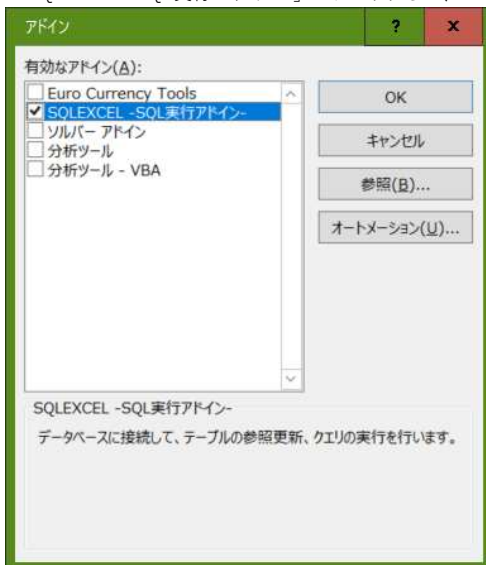 アドイン
? x
有効なアドイン(A):
Euro Currency Tools
SQLEXCEL -SQL実行アドイン-
ソルバー アドイン
分析ツール
分析ツール - VBA
OK
キャンセル
参照(B)...
オートメーション(U)...
SQLEXCEL -SQL実行アドイン-
データベースに接続して、テーブルの参照更新、クエリの実行を行います。